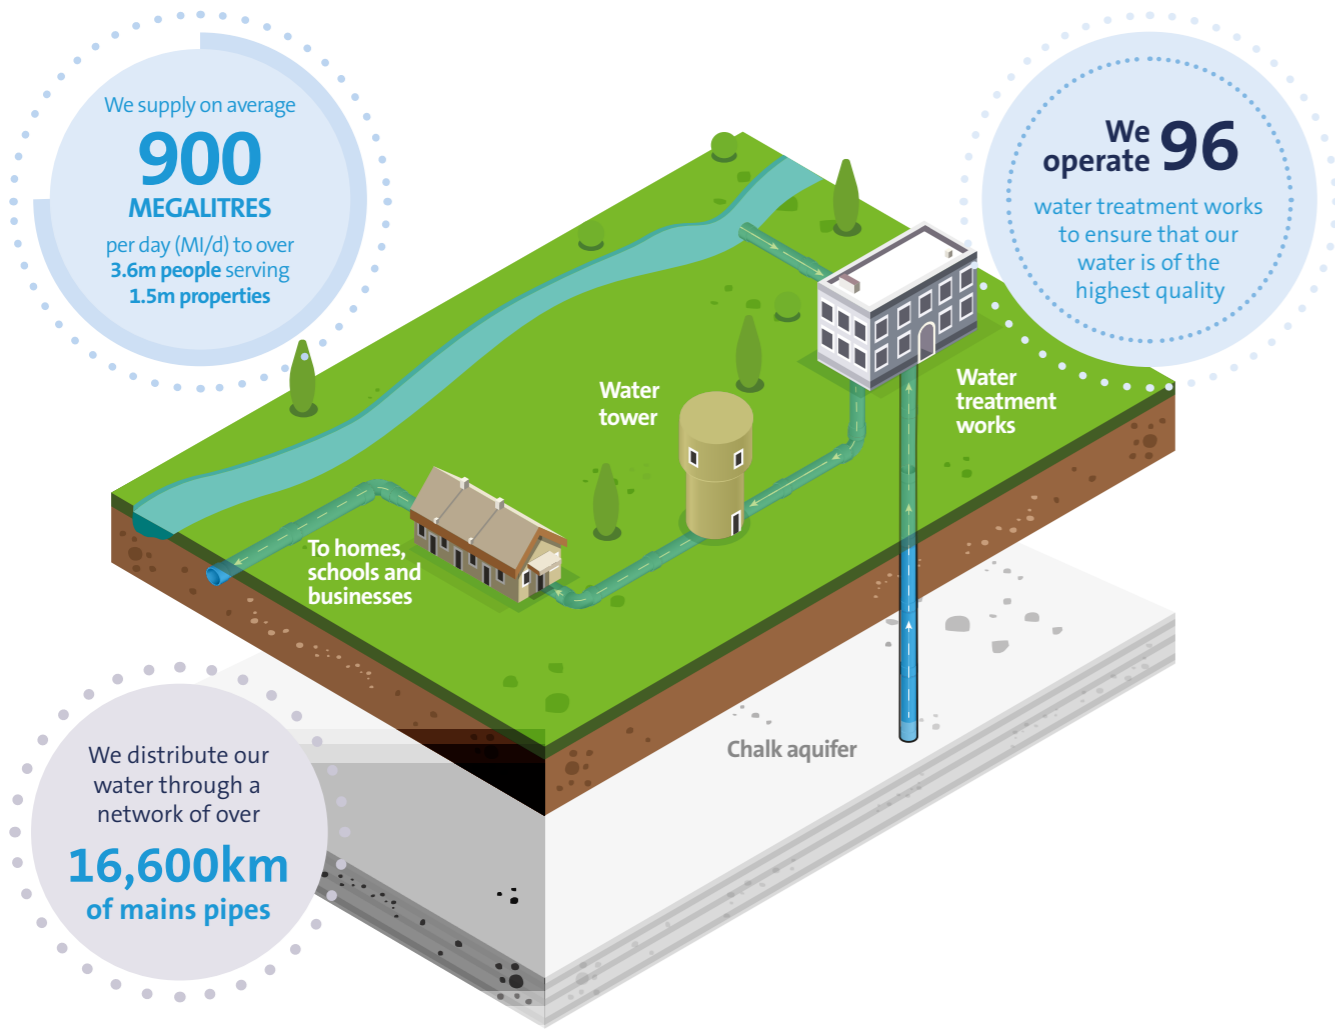 We supply on average
900
MEGALITRES
per day (Ml/d) to over
3.6m people serving
1.5m properties
We
operate 96
water treatment works
to ensure that our
water is of the
highest quality
Water
tower
Water
treatment
works
To homes,
schools and
businesses
Chalk aquifer
We distribute our
water through a
network of over
16,600km
of mains pipes